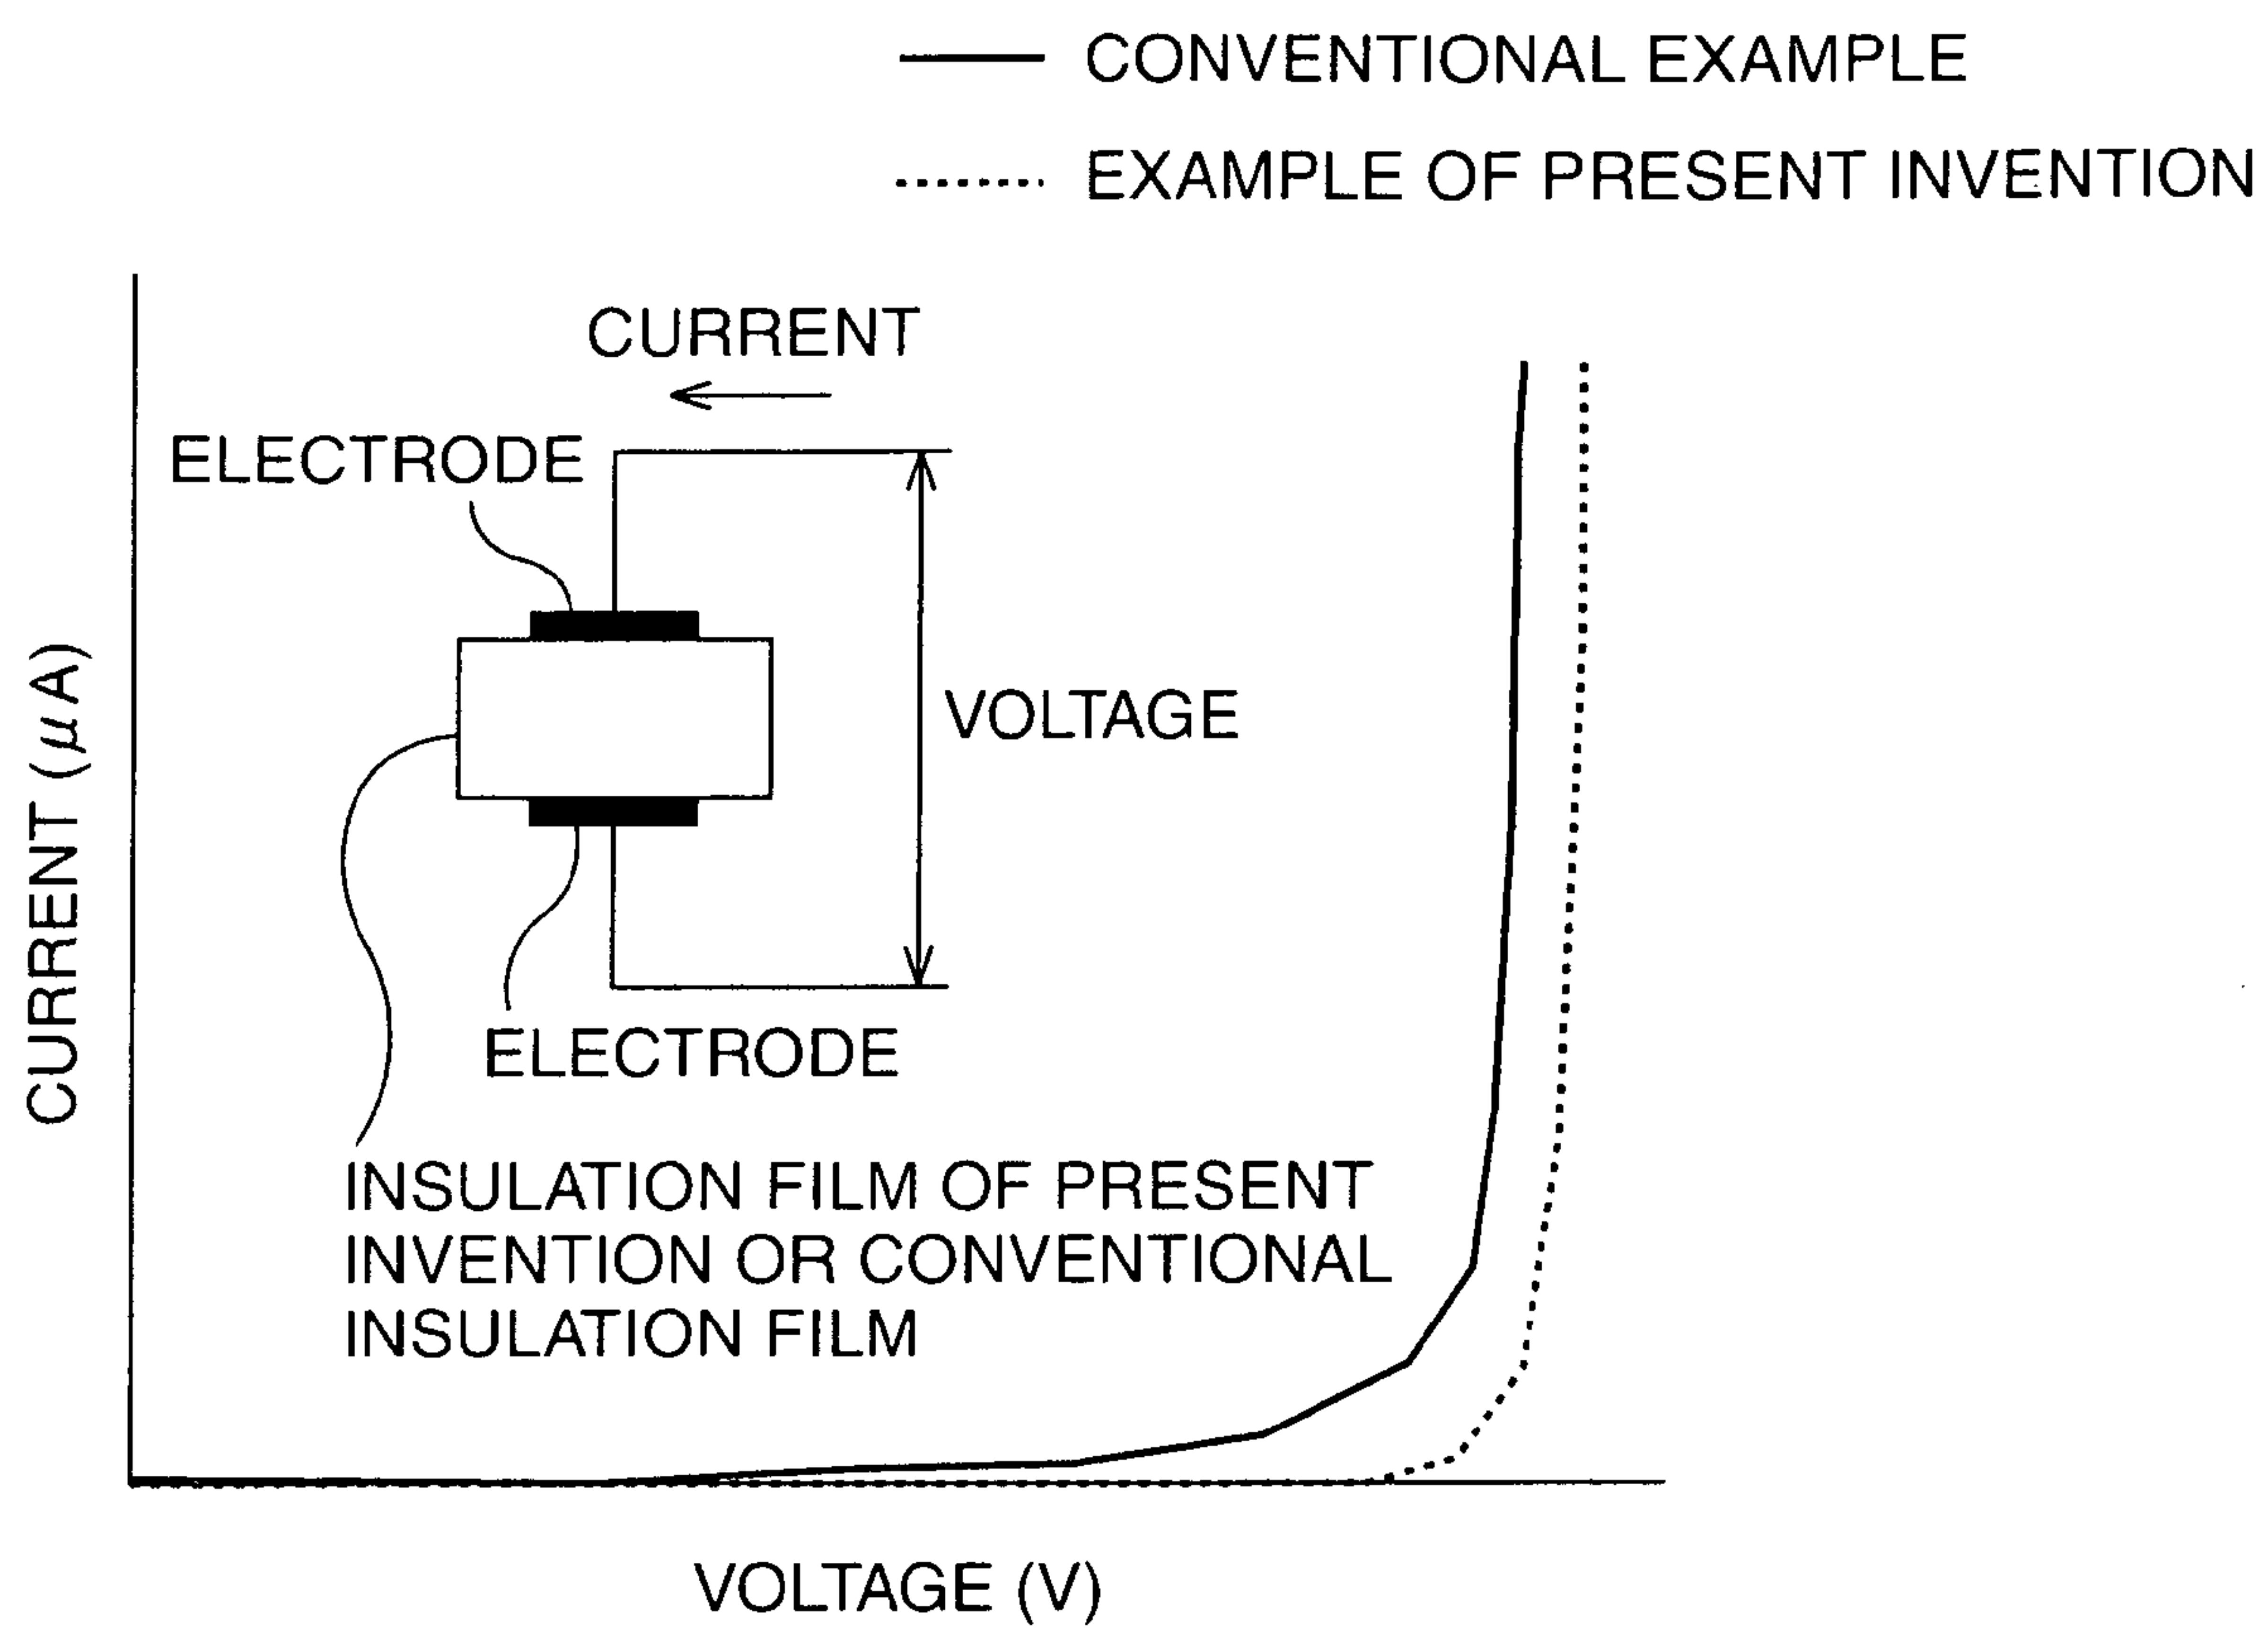 CONVENTIONAL EXAMPLE
EXAMPLE OF PRESENT INVENTION
CURRENT
ELECTRODE
VOLTAGE
CURRENT (μA)
ELECTRODE
INSULATION FILM OF PRESENT
INVENTION OR CONVENTIONAL
INSULATION FILM
VOLTAGE (V)